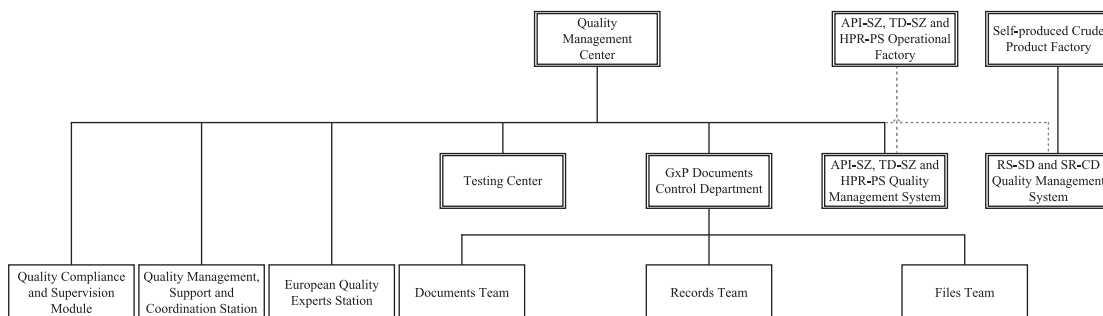 Quality
Management
Center
API-SZ, TD-SZ and
HPR-PS Operational
Factory
Self-produced Crude
Product Factory
Testing Center
GxP Documents
Control Department
API-SZ, TD-SZ and
HPR-PS Quality
Management System
RS-SD and SR-CD
Quality Management
System
Quality Compliance
and Supervision
Module
Quality Management,
Support and
Coordination Station
European Quality
Experts Station
Documents Team
Records Team
Files Team